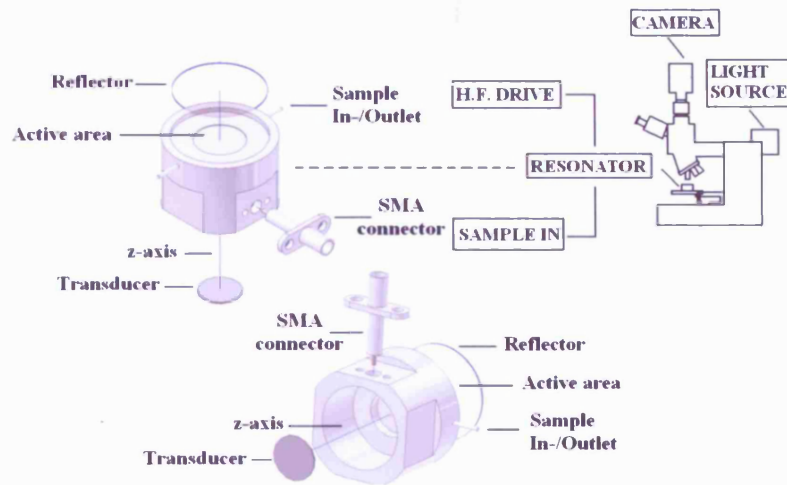 CAMERA
Reflector
LIGHT
SOURCE
Sample
In-/Outlet
H.F. DRIVE
Active area
RESONATOR
SMA
connector
SAMPLE IN
z-axis
Transducer
SMA
connector
Reflector
Active area
z-axis
Sample
In-/Outlet
Transducer